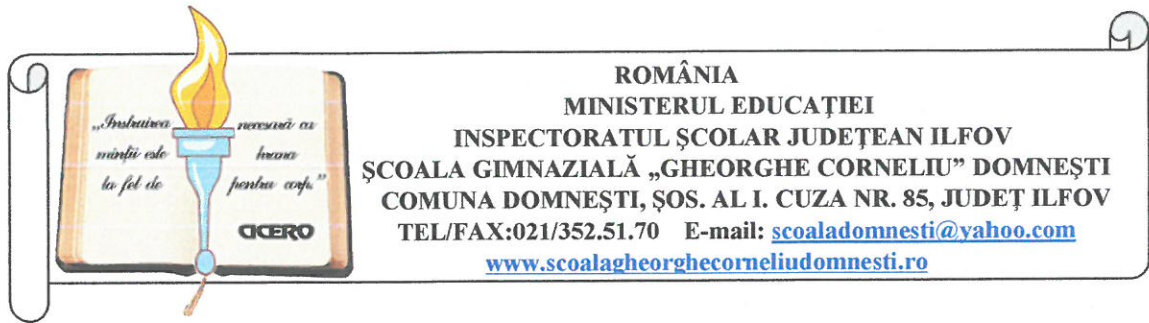 „Instruirea necesară ca
minții este hrana
la fel de pentru corp.”
CICERO
ROMÂNIA
MINISTERUL EDUCAŢIEI
INSPECTORATUL ŞCOLAR JUDEŢEAN ILFOV
ŞCOALA GIMNAZIALĂ „GHEORGHE CORNELIU” DOMNEŞTI
COMUNA DOMNEŞTI, ŞOS. AL I. CUZA NR. 85, JUDEŢ ILFOV
TEL/FAX:021/352.51.70 E-mail: scoaladomnesti@yahoo.com
www.scoalagheorghecorneliudomnesti.ro